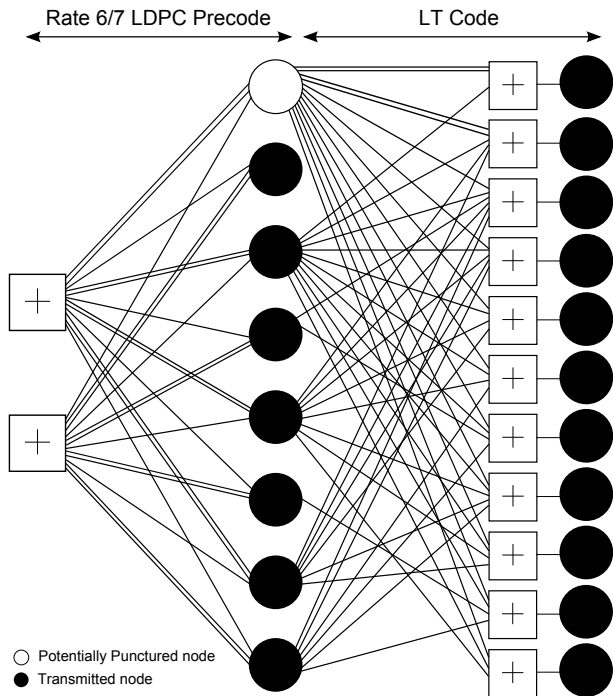 Rate 6/7 LDPC Precode
LT Code
Potentially Punctured node
Transmitted node